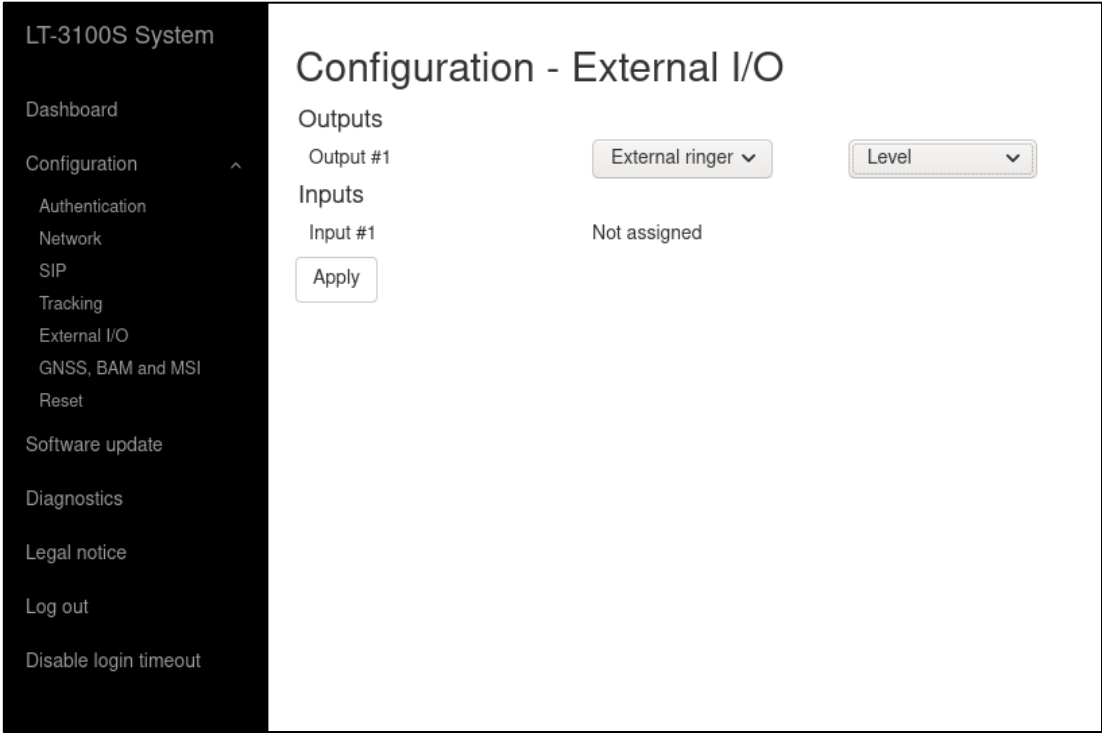 LT-3100S System
Dashboard
Configuration
Authentication
Network
SIP
Tracking
External I/O
GNSS, BAM and MSI
Reset
Software update
Diagnostics
Legal notice
Log out
Disable login timeout
Configuration - External I/O
Outputs
Output #1 External ringer Level
Inputs
Input #1 Not assigned
Apply